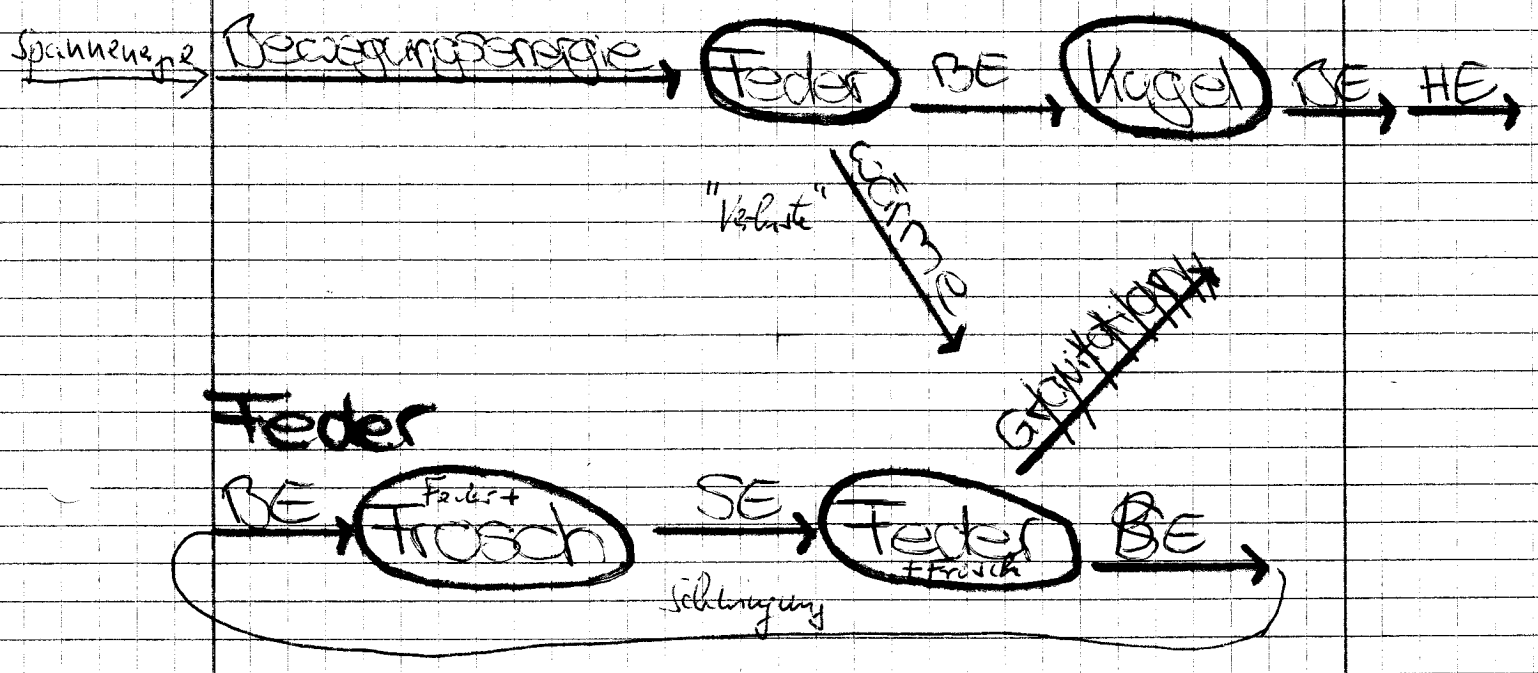 Spannenergie Bewegungsenergie Feder BE Kugel BE HE
"Verluste" Wärme
Gravitation
Feder
BE Feder + Frosch SE Feder + Frosch BE
Schwingung